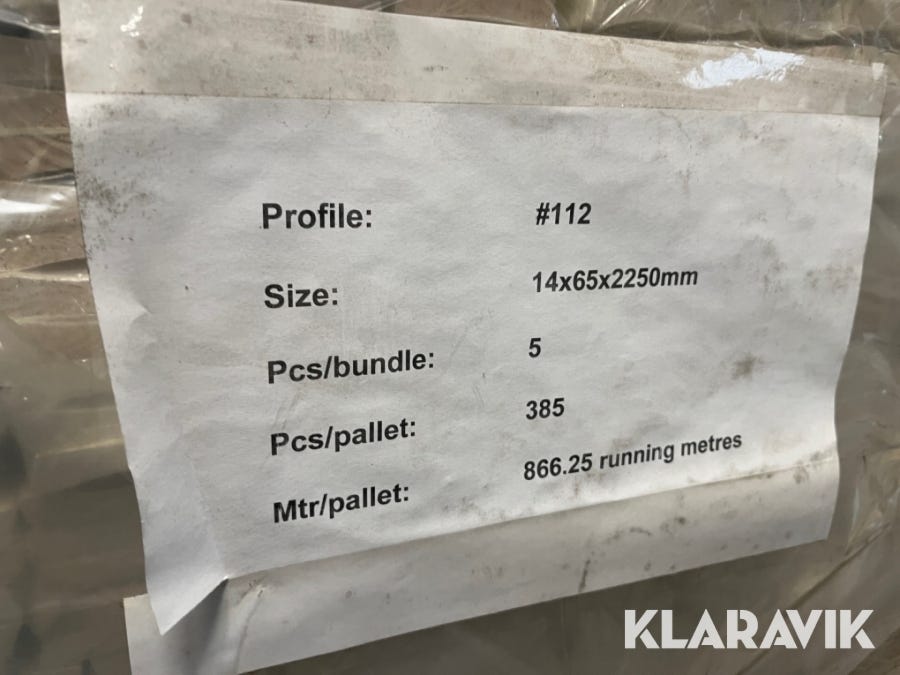 Profile: #112
Size: 14x65x2250mm
Pcs/bundle: 5
Pcs/pallet: 385
Mtr/pallet: 866.25 running metres
KLARAVIK